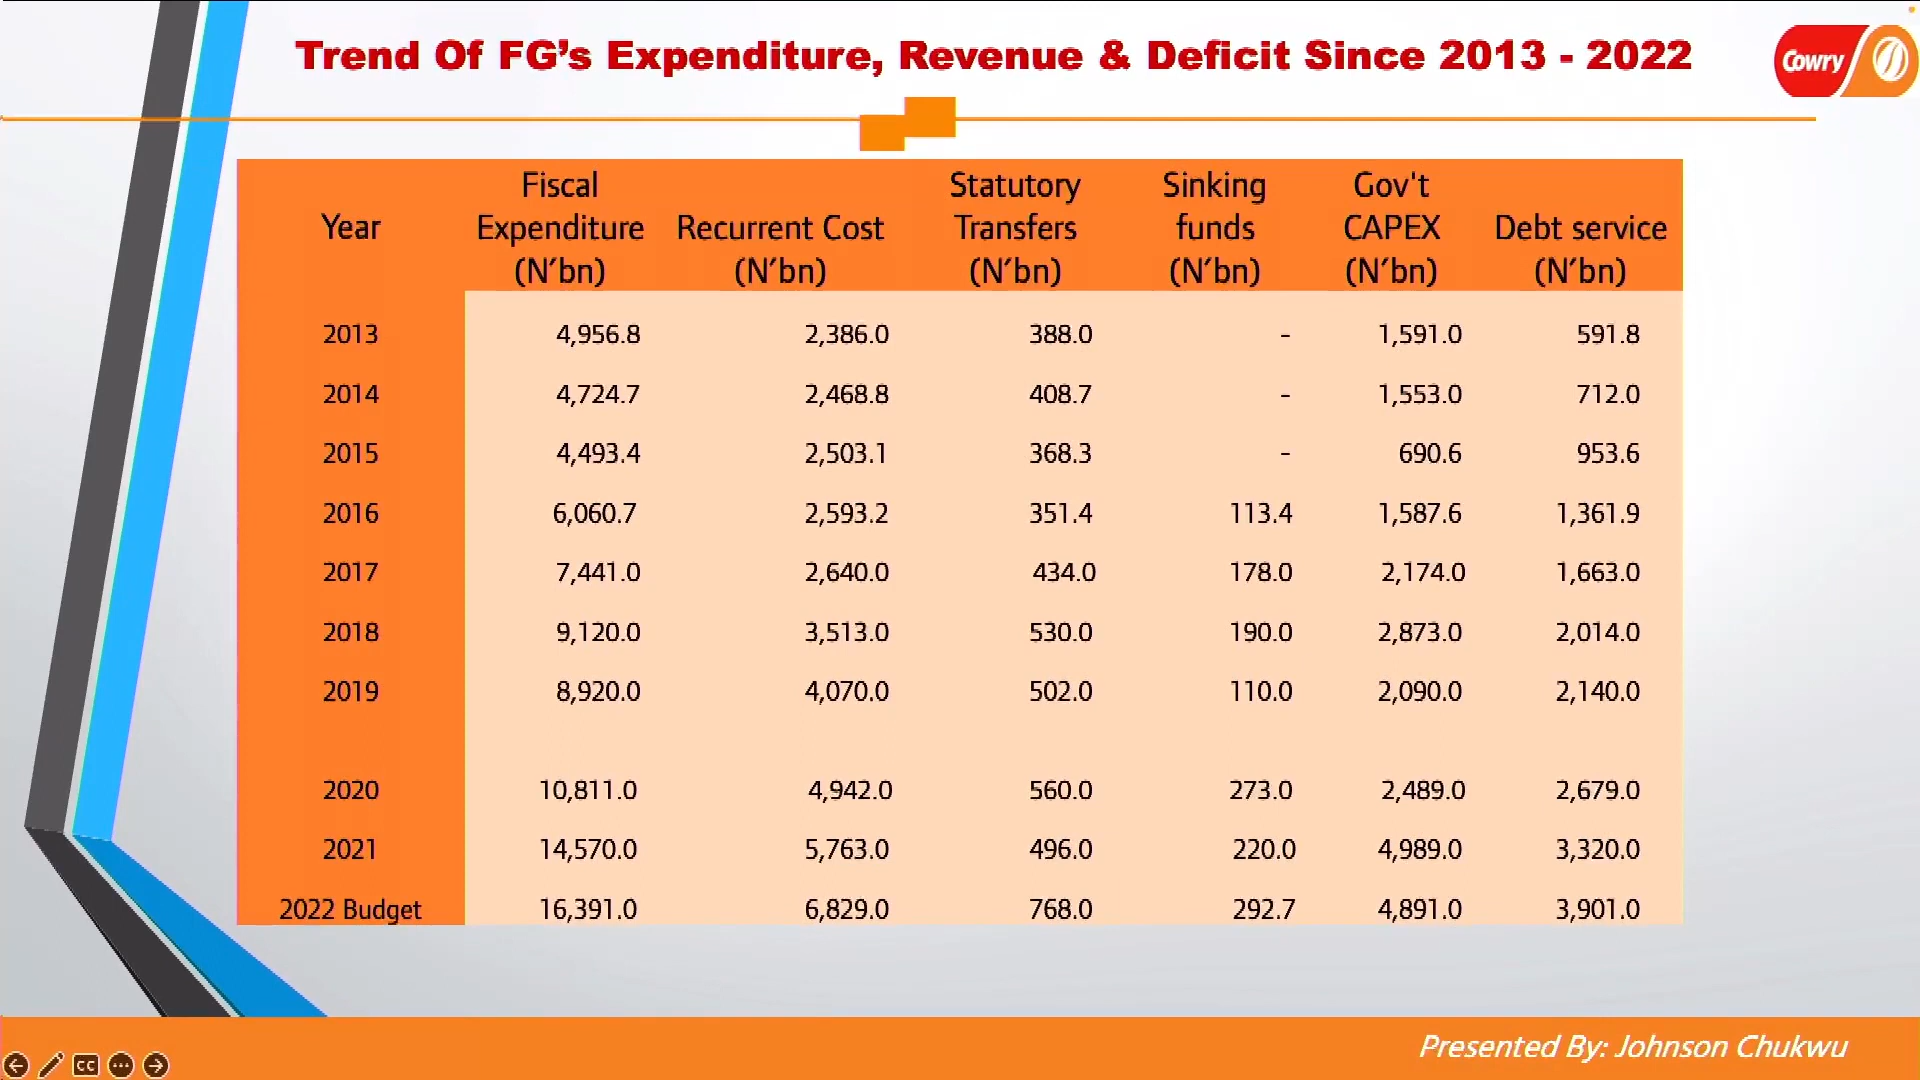 Trend Of FG’s Expenditure, Revenue & Deficit Since 2013 - 2022
Cowry
Year Fiscal Expenditure (N′bn) Recurrent Cost (N′bn) Statutory Transfers (N′bn) Sinking funds (N′bn) Gov't CAPEX (N′bn) Debt service (N′bn)
2013 4,956.8 2,386.0 388.0 - 1,591.0 591.8
2014 4,724.7 2,468.8 408.7 - 1,553.0 712.0
2015 4,493.4 2,503.1 368.3 - 690.6 953.6
2016 6,060.7 2,593.2 351.4 113.4 1,587.6 1,361.9
2017 7,441.0 2,640.0 434.0 178.0 2,174.0 1,663.0
2018 9,120.0 3,513.0 530.0 190.0 2,873.0 2,014.0
2019 8,920.0 4,070.0 502.0 110.0 2,090.0 2,140.0
2020 10,811.0 4,942.0 560.0 273.0 2,489.0 2,679.0
2021 14,570.0 5,763.0 496.0 220.0 4,989.0 3,320.0
2022 Budget 16,391.0 6,829.0 768.0 292.7 4,891.0 3,901.0
Presented By: Johnson Chukwu
CC